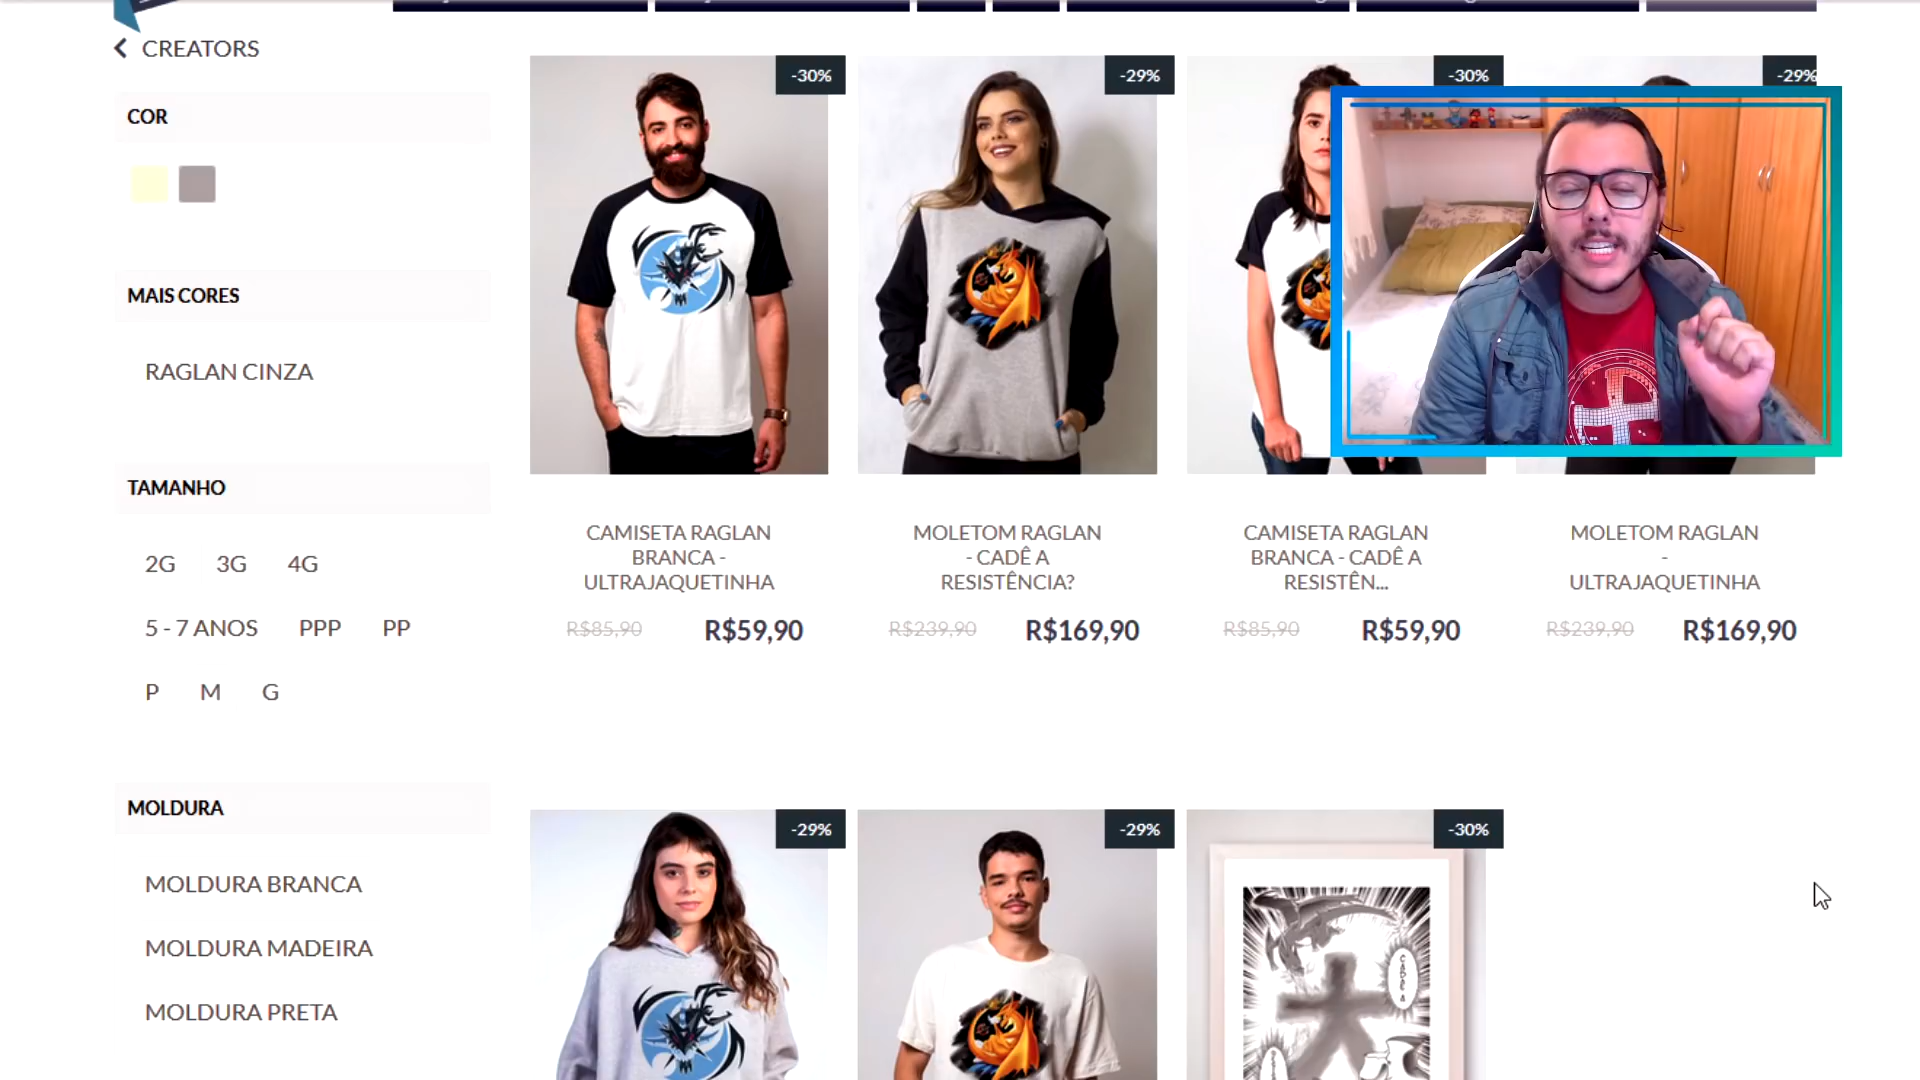 CREATORS
COR
MAIS CORES
RAGLAN CINZA
TAMANHO
2G 3G 4G
5 - 7 ANOS PPP PP
P M G
MOLDURA
MOLDURA BRANCA
MOLDURA MADEIRA
MOLDURA PRETA
-30%
-29%
-30%
-29%
CAMISETA RAGLAN
BRANCA -
ULTRAJAQUETINHA
R$85,90 R$59,90
MOLETOM RAGLAN
- CADÊ A
RESISTÊNCIA?
R$239,90 R$169,90
CAMISETA RAGLAN
BRANCA - CADÊ A
RESISTÊN...
R$85,90 R$59,90
MOLETOM RAGLAN
-
ULTRAJAQUETINHA
R$239,90 R$169,90
-29%
-29%
-30%
CADÊ A